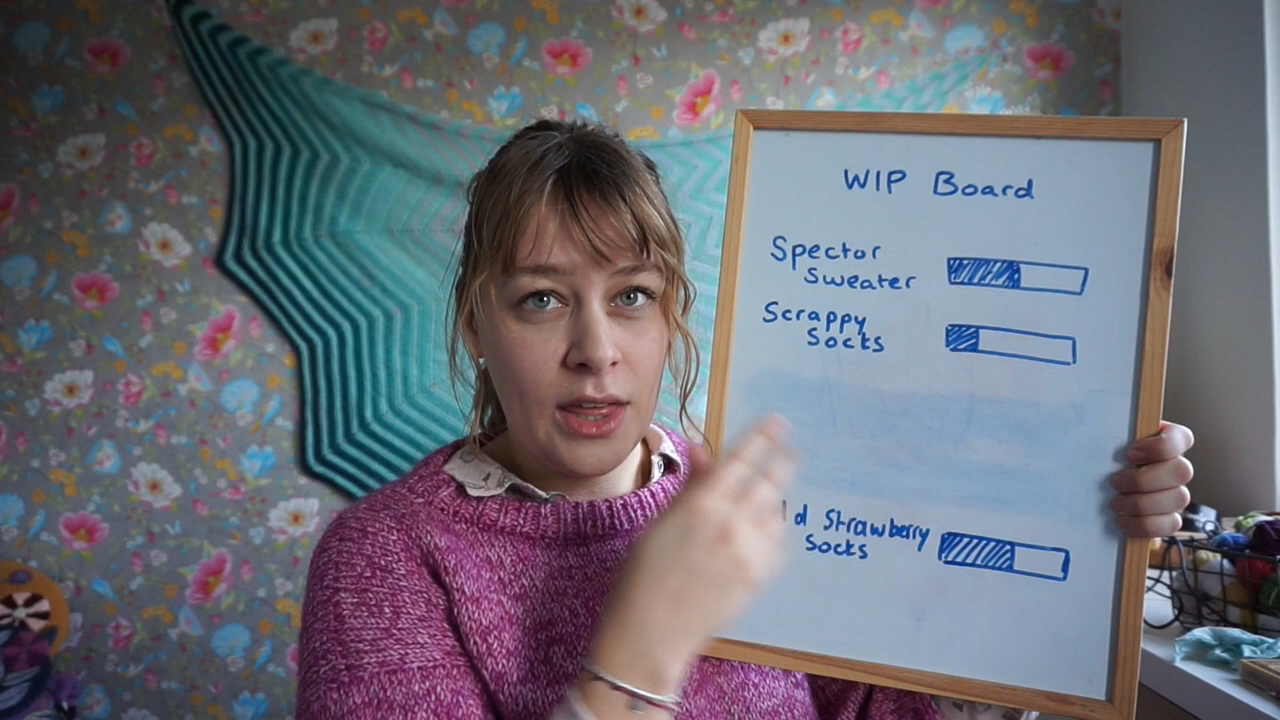 WIP Board
Spector
Sweater
Scrappy
Socks
Strawberry
Socks